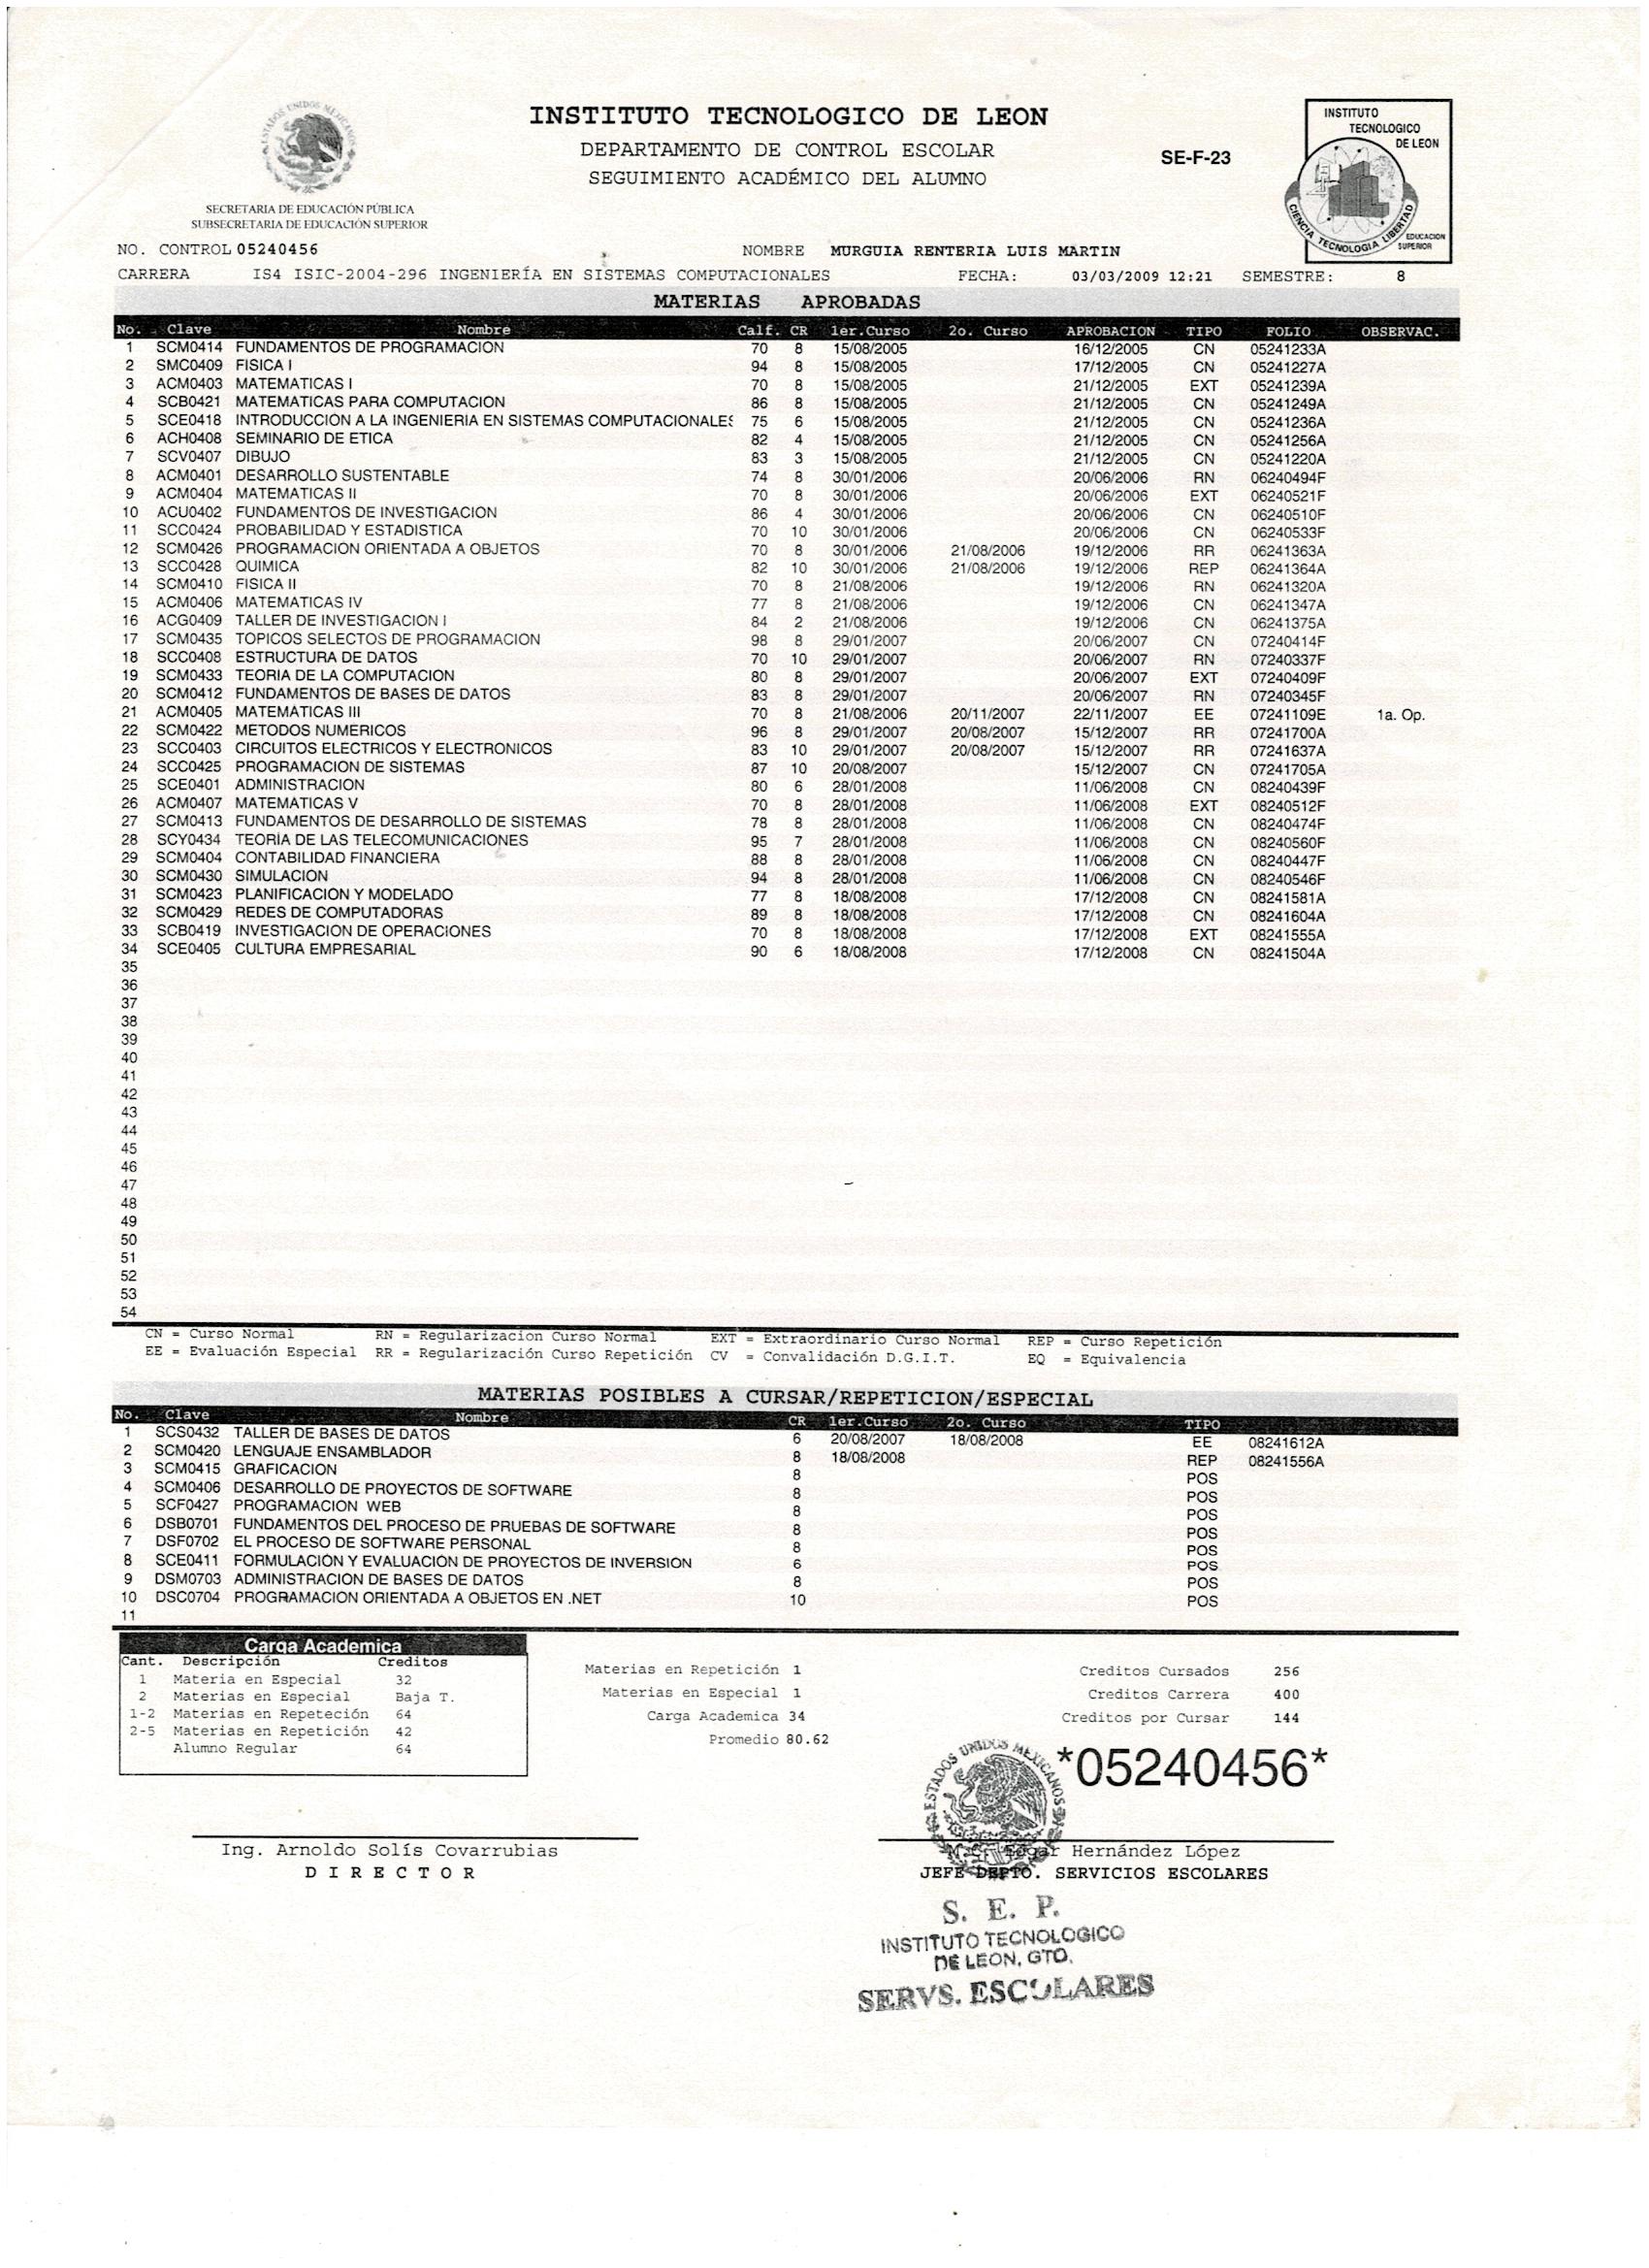 INSTITUTO TECNOLOGICO DE LEON
DEPARTAMENTO DE CONTROL ESCOLAR
SEGUIMIENTO ACADÉMICO DEL ALUMNO
SE-F-23
INSTITUTO
TECNOLOGICO
DE LEON
CIENCIA TECNOLOGIA LIBERTAD
EDUCACION
SUPERIOR
ESTADOS UNIDOS MEXICANOS
SECRETARIA DE EDUCACIÓN PÚBLICA
SUBSECRETARIA DE EDUCACIÓN SUPERIOR
NO. CONTROL 05240456 NOMBRE MURGUIA RENTERIA LUIS MARTIN
CARRERA IS4 ISIC-2004-296 INGENIERÍA EN SISTEMAS COMPUTACIONALES FECHA: 03/03/2009 12:21 SEMESTRE: 8
MATERIAS APROBADAS
No. Clave Nombre Calf. CR 1er.Curso 2o. Curso APROBACION TIPO FOLIO OBSERVAC.
1 SCM0414 FUNDAMENTOS DE PROGRAMACION 70 8 15/08/2005 16/12/2005 CN 05241233A
2 SMC0409 FISICA I 94 8 15/08/2005 17/12/2005 CN 05241227A
3 ACM0403 MATEMATICAS I 70 8 15/08/2005 21/12/2005 EXT 05241239A
4 SCB0421 MATEMATICAS PARA COMPUTACION 86 8 15/08/2005 21/12/2005 CN 05241249A
5 SCE0418 INTRODUCCION A LA INGENIERIA EN SISTEMAS COMPUTACIONALES 75 6 15/08/2005 21/12/2005 CN 05241236A
6 ACH0408 SEMINARIO DE ETICA 82 4 15/08/2005 21/12/2005 CN 05241256A
7 SCV0407 DIBUJO 83 3 15/08/2005 21/12/2005 CN 05241220A
8 ACM0401 DESARROLLO SUSTENTABLE 74 8 30/01/2006 20/06/2006 RN 06240494F
9 ACM0404 MATEMATICAS II 70 8 30/01/2006 20/06/2006 EXT 06240521F
10 ACU0402 FUNDAMENTOS DE INVESTIGACION 86 4 30/01/2006 20/06/2006 CN 06240510F
11 SCC0424 PROBABILIDAD Y ESTADISTICA 70 10 30/01/2006 20/06/2006 CN 06240533F
12 SCM0426 PROGRAMACION ORIENTADA A OBJETOS 70 8 30/01/2006 21/08/2006 19/12/2006 RR 06241363A
13 SCC0428 QUIMICA 82 10 30/01/2006 21/08/2006 19/12/2006 REP 06241364A
14 SCM0410 FISICA II 70 8 21/08/2006 19/12/2006 RN 06241320A
15 ACM0406 MATEMATICAS IV 77 8 21/08/2006 19/12/2006 CN 06241347A
16 ACG0409 TALLER DE INVESTIGACION I 84 2 21/08/2006 19/12/2006 CN 06241375A
17 SCM0435 TOPICOS SELECTOS DE PROGRAMACION 98 8 29/01/2007 20/06/2007 CN 07240414F
18 SCC0408 ESTRUCTURA DE DATOS 70 10 29/01/2007 20/06/2007 RN 07240337F
19 SCM0433 TEORIA DE LA COMPUTACION 80 8 29/01/2007 20/06/2007 EXT 07240409F
20 SCM0412 FUNDAMENTOS DE BASES DE DATOS 83 8 29/01/2007 20/06/2007 RN 07240345F
21 ACM0405 MATEMATICAS III 70 8 21/08/2006 20/11/2007 22/11/2007 EE 07241109E 1a. Op.
22 SCM0422 METODOS NUMERICOS 96 8 29/01/2007 20/08/2007 15/12/2007 RR 07241700A
23 SCC0403 CIRCUITOS ELECTRICOS Y ELECTRONICOS 83 10 29/01/2007 20/08/2007 15/12/2007 RR 07241637A
24 SCC0425 PROGRAMACION DE SISTEMAS 87 10 20/08/2007 15/12/2007 CN 07241705A
25 SCE0401 ADMINISTRACION 80 6 28/01/2008 11/06/2008 CN 08240439F
26 ACM0407 MATEMATICAS V 70 8 28/01/2008 11/06/2008 EXT 08240512F
27 SCM0413 FUNDAMENTOS DE DESARROLLO DE SISTEMAS 78 8 28/01/2008 11/06/2008 CN 08240474F
28 SCY0434 TEORIA DE LAS TELECOMUNICACIONES 95 7 28/01/2008 11/06/2008 CN 08240560F
29 SCM0404 CONTABILIDAD FINANCIERA 88 8 28/01/2008 11/06/2008 CN 08240447F
30 SCM0430 SIMULACION 94 8 28/01/2008 11/06/2008 CN 08240546F
31 SCM0423 PLANIFICACION Y MODELADO 77 8 18/08/2008 17/12/2008 CN 08241581A
32 SCM0429 REDES DE COMPUTADORAS 89 8 18/08/2008 17/12/2008 CN 08241604A
33 SCB0419 INVESTIGACION DE OPERACIONES 70 8 18/08/2008 17/12/2008 EXT 08241555A
34 SCE0405 CULTURA EMPRESARIAL 90 6 18/08/2008 17/12/2008 CN 08241504A
35
36
37
38
39
40
41
42
43
44
45
46
47
48
49
50
51
52
53
54
CN = Curso Normal RN = Regularizacion Curso Normal EXT = Extraordinario Curso Normal REP = Curso Repetición
EE = Evaluación Especial RR = Regularización Curso Repetición CV = Convalidación D.G.I.T. EQ = Equivalencia
MATERIAS POSIBLES A CURSAR/REPETICION/ESPECIAL
No. Clave Nombre CR 1er.Curso 2o. Curso TIPO
1 SCS0432 TALLER DE BASES DE DATOS 6 20/08/2007 18/08/2008 EE 08241612A
2 SCM0420 LENGUAJE ENSAMBLADOR 8 18/08/2008 REP 08241556A
3 SCM0415 GRAFICACION 8 POS
4 SCM0406 DESARROLLO DE PROYECTOS DE SOFTWARE 8 POS
5 SCF0427 PROGRAMACION WEB 8 POS
6 DSB0701 FUNDAMENTOS DEL PROCESO DE PRUEBAS DE SOFTWARE 8 POS
7 DSF0702 EL PROCESO DE SOFTWARE PERSONAL 8 POS
8 SCE0411 FORMULACION Y EVALUACION DE PROYECTOS DE INVERSION 6 POS
9 DSM0703 ADMINISTRACION DE BASES DE DATOS 8 POS
10 DSC0704 PROGRAMACION ORIENTADA A OBJETOS EN .NET 10 POS
11
Carga Academica
Cant. Descripción Creditos
1 Materia en Especial 32
2 Materias en Especial Baja T.
1-2 Materias en Repeteción 64
2-5 Materias en Repetición 42
Alumno Regular 64
Materias en Repetición 1
Materias en Especial 1
Carga Academica 34
Promedio 80.62
Creditos Cursados 256
Creditos Carrera 400
Creditos por Cursar 144
*05240456*
ESTADOS UNIDOS MEXICANOS
Ing. Arnoldo Solís Covarrubias
DIRECTOR
Edgar Hernández López
JEFE DEPTO. SERVICIOS ESCOLARES
S. E. P.
INSTITUTO TECNOLOGICO
DE LEON, GTO.
SERVS. ESCOLARES